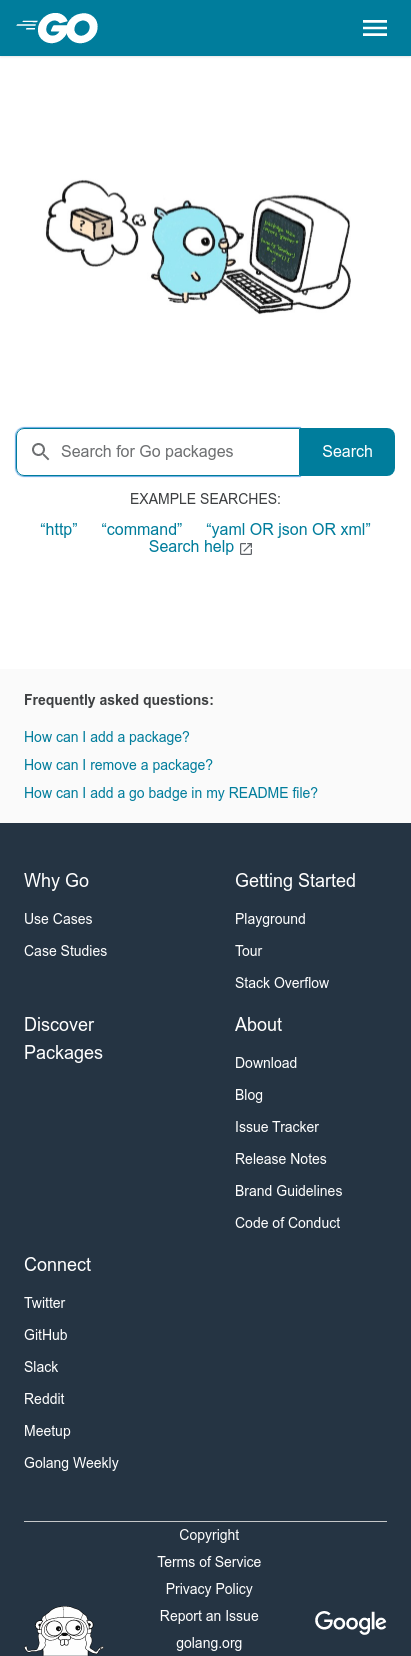 GO
? ?
Search for Go packages
Search
EXAMPLE SEARCHES:
“http” “command” “yaml OR json OR xml”
Search help
Frequently asked questions:
How can I add a package?
How can I remove a package?
How can I add a go badge in my README file?
Why Go
Use Cases
Case Studies
Getting Started
Playground
Tour
Stack Overflow
Discover
Packages
About
Download
Blog
Issue Tracker
Release Notes
Brand Guidelines
Code of Conduct
Connect
Twitter
GitHub
Slack
Reddit
Meetup
Golang Weekly
Copyright
Terms of Service
Privacy Policy
Report an Issue
golang.org
Google